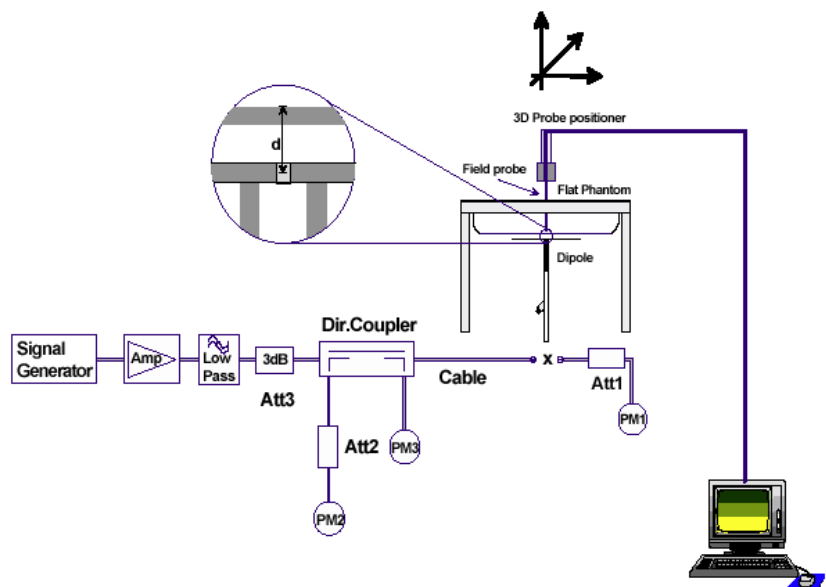 3D Probe positioner
d
Field probe
Flat Phantom
Dipole
Dir.Coupler
Signal
Generator
Amp
Low
Pass
3dB
Att3
Cable
x
Att1
PM1
Att2
PM3
PM2